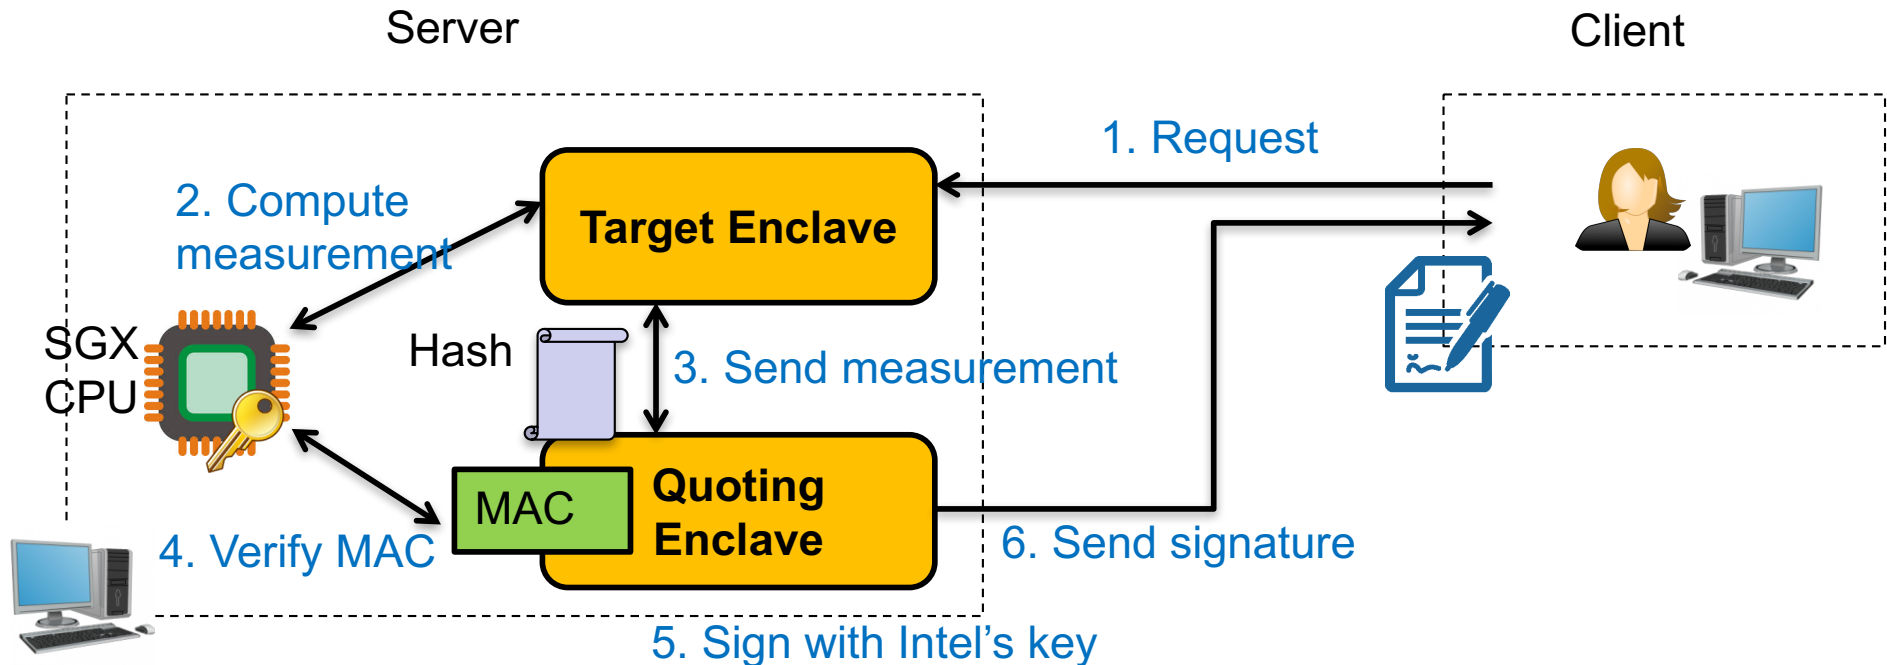 Server
Client
1. Request
2. Compute
measurement
Target Enclave
SGX
CPU
Hash
3. Send measurement
MAC
Quoting
Enclave
4. Verify MAC
6. Send signature
5. Sign with Intel’s key